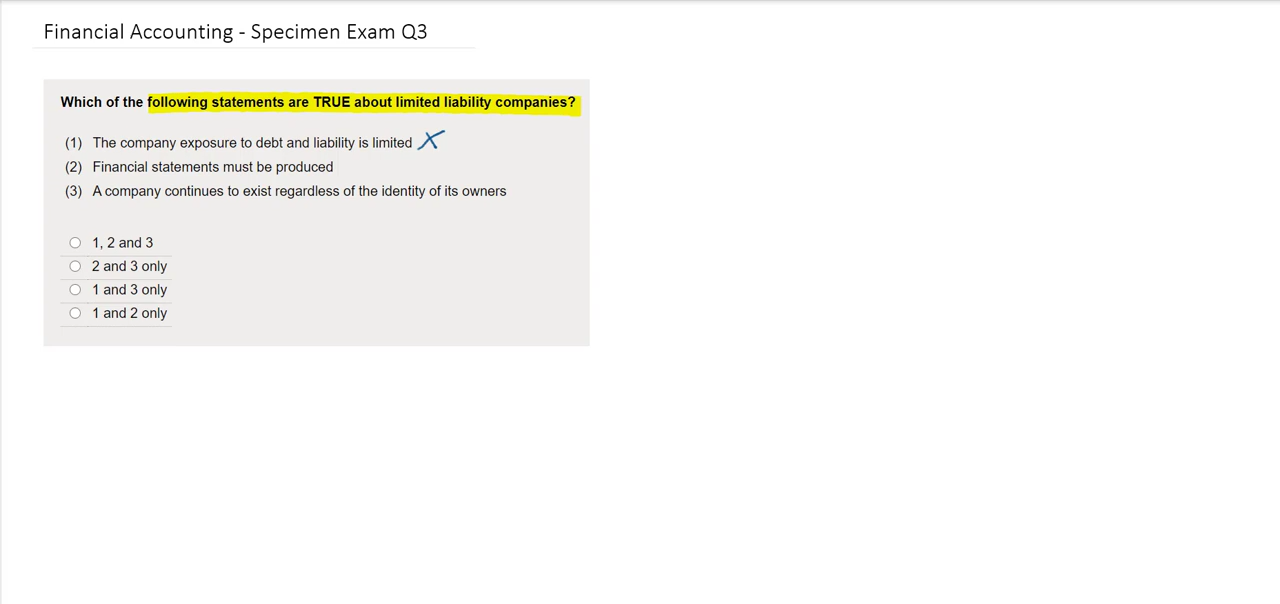 Financial Accounting - Specimen Exam Q3
Which of the following statements are TRUE about limited liability companies?
(1) The company exposure to debt and liability is limited
(2) Financial statements must be produced
(3) A company continues to exist regardless of the identity of its owners
1, 2 and 3
2 and 3 only
1 and 3 only
1 and 2 only